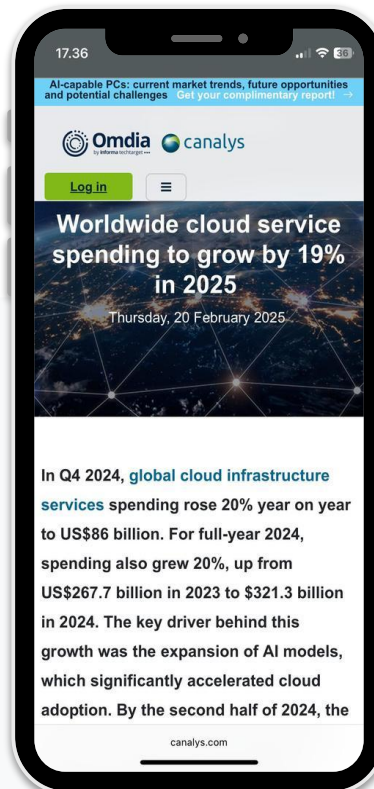 17.36
36
AI-capable PCs: current market trends, future opportunities
and potential challenges Get your complimentary report! →
Omdia
by informa techtarget
canalys
Log in
Worldwide cloud service
spending to grow by 19%
in 2025
Thursday, 20 February 2025
In Q4 2024, global cloud infrastructure
services spending rose 20% year on year
to US$86 billion. For full-year 2024,
spending also grew 20%, up from
US$267.7 billion in 2023 to $321.3 billion
in 2024. The key driver behind this
growth was the expansion of AI models,
which significantly accelerated cloud
adoption. By the second half of 2024, the
canalys.com